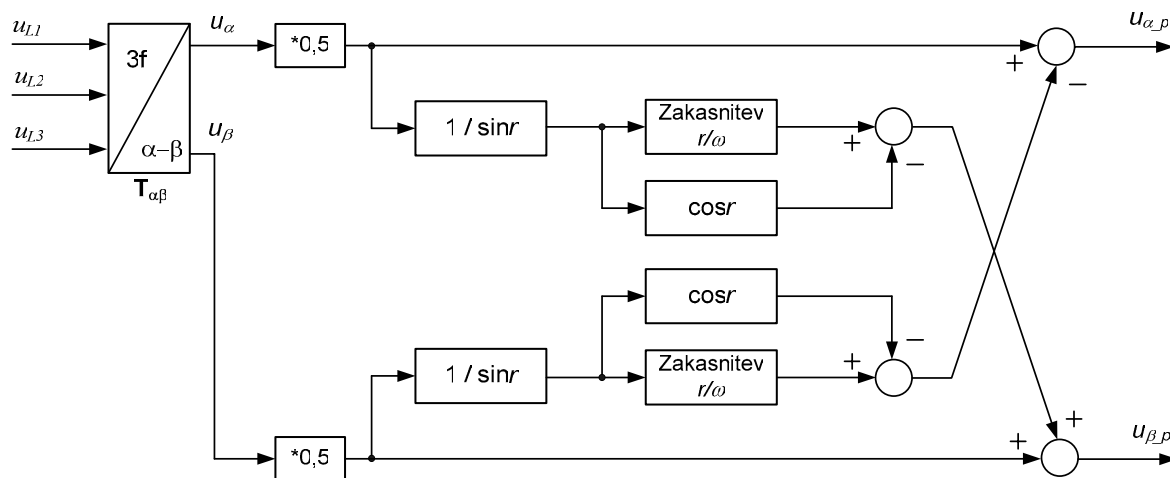 u_L1
u_L2
u_L3
3f
α–β
T_αβ
u_α
*0,5
+
−
u_α_p
1 / sinr
Zakasnitev
r/ω
+
−
cosr
u_β
cosr
−
1 / sinr
Zakasnitev
r/ω
+
*0,5
+
+
u_β_p